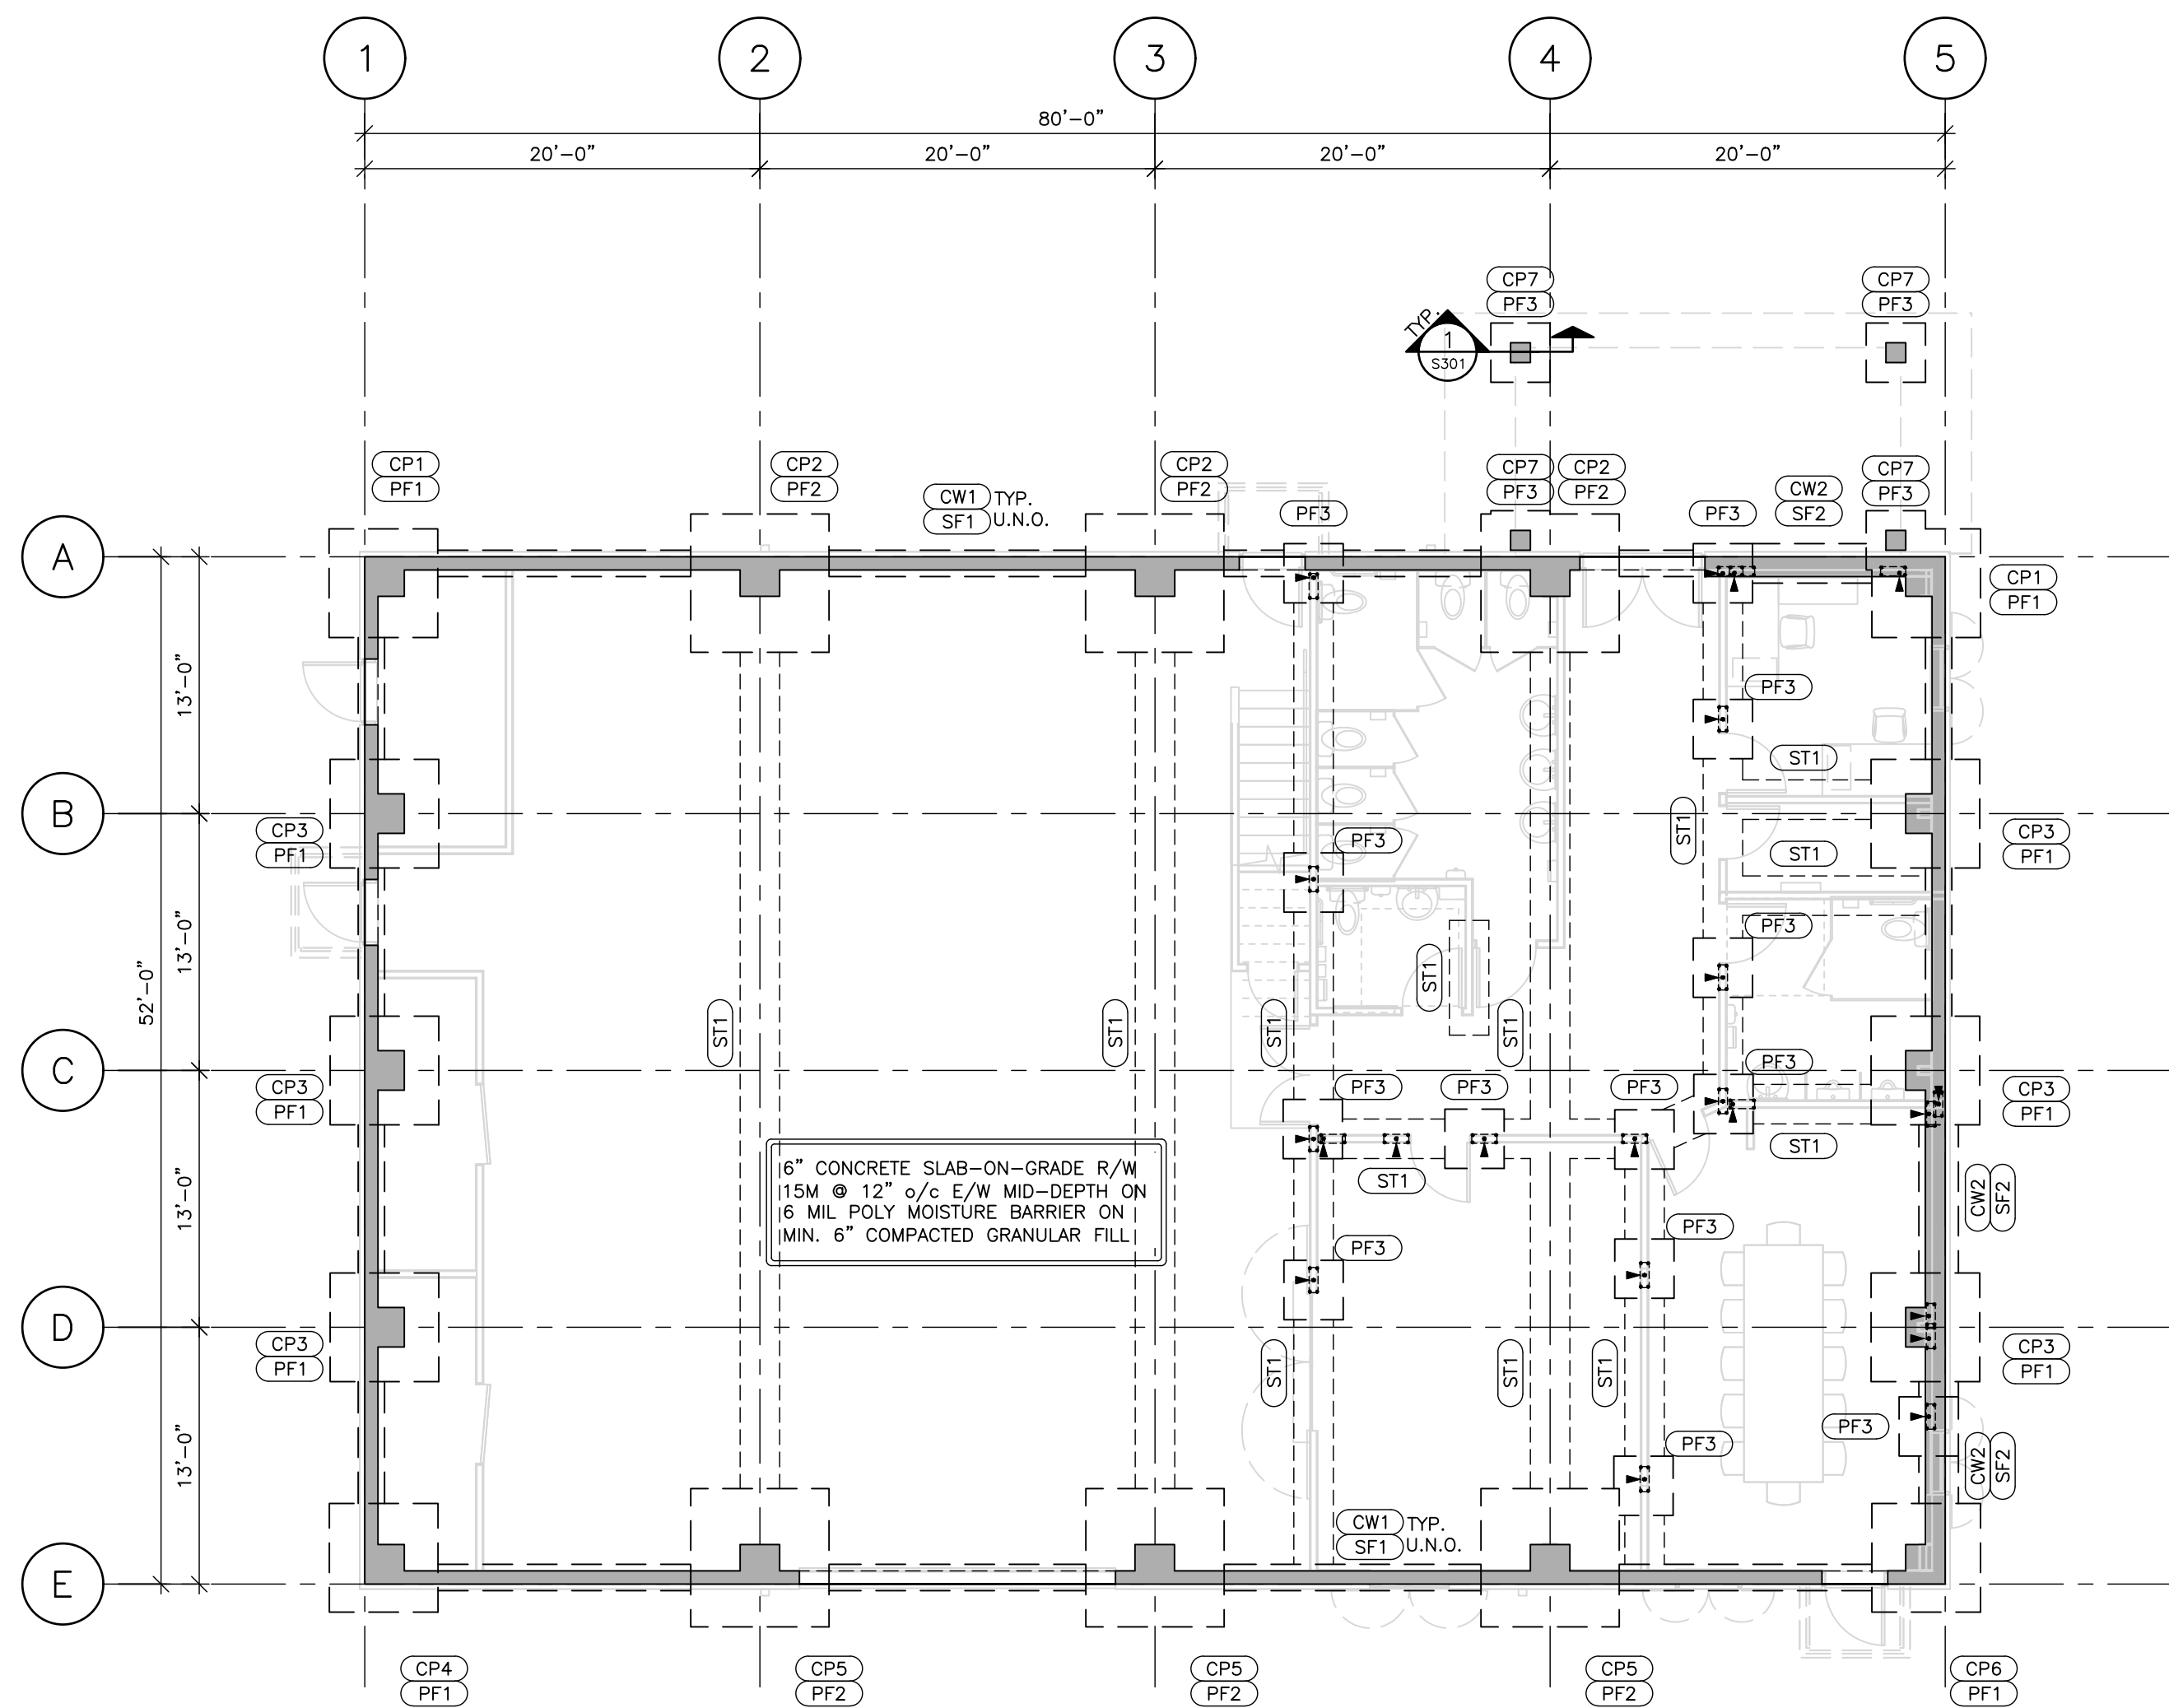 1
2
3
4
5
80'-0"
20'-0"
20'-0"
20'-0"
20'-0"
CP7
PF3
CP7
PF3
TYP.
1
S301
CP1
PF1
CP2
PF2
CW1 TYP.
SF1 U.N.O.
CP2
PF2
CP7
PF3
CP2
PF2
CW2
SF2
CP7
PF3
PF3
PF3
A
CP1
PF1
13'-0"
PF3
ST1
B
CP3
PF1
ST1
PF3
ST1
CP3
PF1
13'-0"
52'-0"
PF3
ST1
ST1
ST1
ST1
ST1
C
CP3
PF1
PF3
PF3
PF3
PF3
CP3
PF1
ST1
ST1
6" CONCRETE SLAB-ON-GRADE R/W
15M @ 12" o/c E/W MID-DEPTH ON
6 MIL POLY MOISTURE BARRIER ON
MIN. 6" COMPACTED GRANULAR FILL
13'-0"
CW2
SF2
PF3
PF3
D
CP3
PF1
CP3
PF1
ST1
ST1
ST1
PF3
PF3
13'-0"
CW2
SF2
CW1 TYP.
SF1 U.N.O.
E
CP4
PF1
CP5
PF2
CP5
PF2
CP5
PF2
CP6
PF1